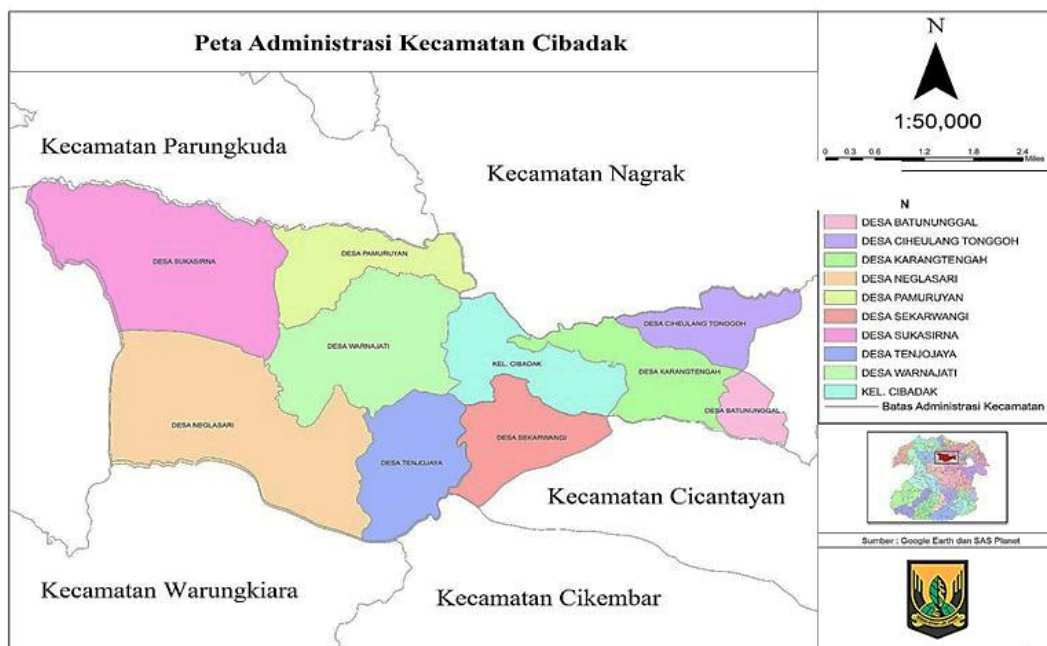 Peta Administrasi Kecamatan Cibadak
N
1:50,000
0 0.3 0.6 1.2 1.8 2.4
Miles
Kecamatan Parungkuda
Kecamatan Nagrak
DESA SUKASIRNA
DESA PAMURUYAN
DESA WARNAJATI
KEL. CIBADAK
DESA CIHEULANG TONGGOH
DESA KARANGTENGAH
DESA BATUNUNGGAL
DESA NEGLASARI
DESA TENJOJAYA
DESA SEKARWANGI
Kecamatan Cicantayan
Kecamatan Warungkiara
Kecamatan Cikembar
N
DESA BATUNUNGGAL
DESA CIHEULANG TONGGOH
DESA KARANGTENGAH
DESA NEGLASARI
DESA PAMURUYAN
DESA SEKARWANGI
DESA SUKASIRNA
DESA TENJOJAYA
DESA WARNAJATI
KEL. CIBADAK
Batas Administrasi Kecamatan
Sumber : Google Earth dan SAS Planet